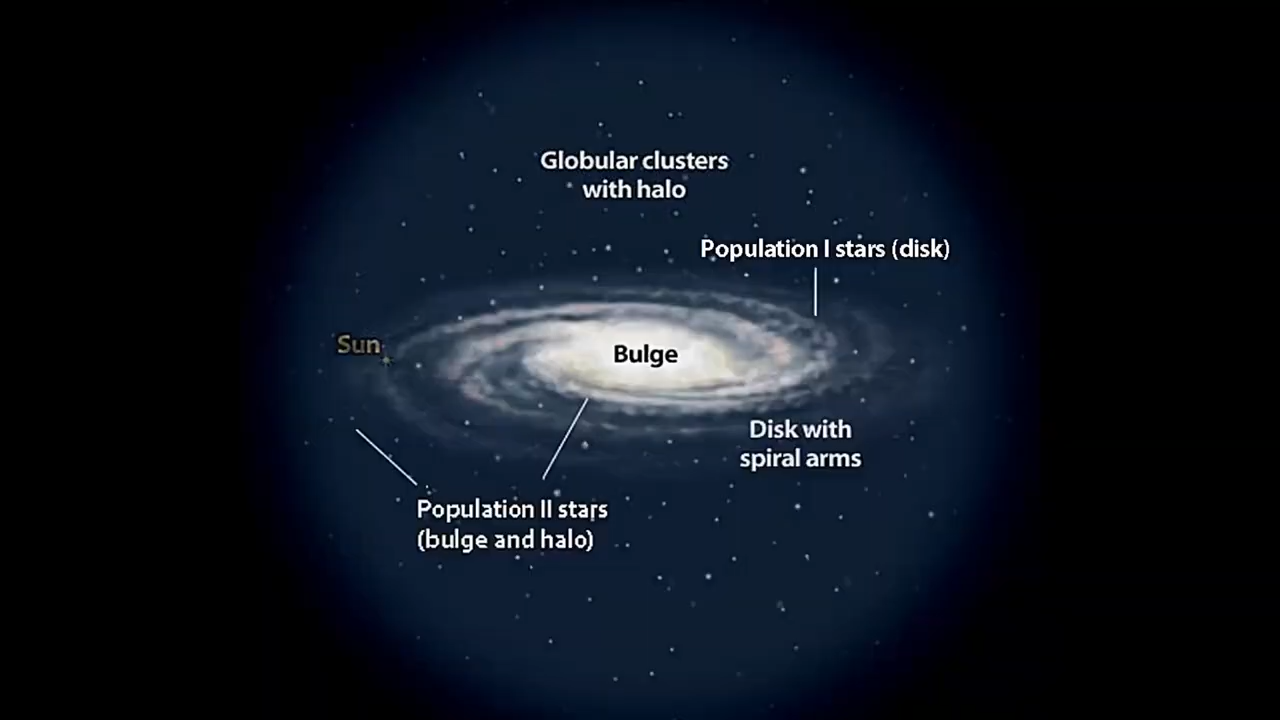 Globular clusters
with halo
Population I stars (disk)
Sun
Bulge
Disk with
spiral arms
Population II stars
(bulge and halo)